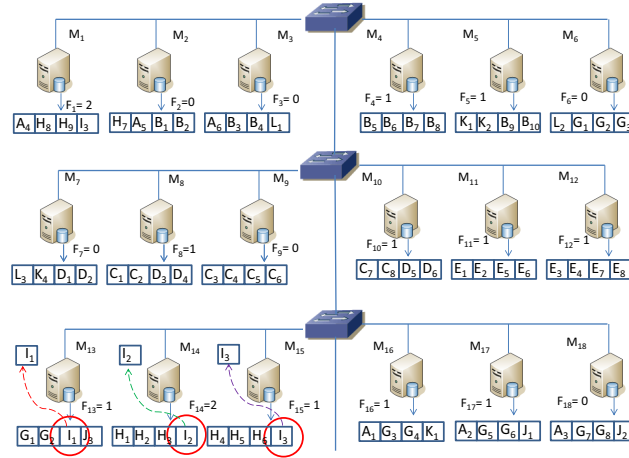 M1 M2 M3 M4 M5 M6
F1= 2 F2=0 F3= 0 F4= 1 F5= 1 F6= 0
A4 H8 H9 I3 H7 A5 B1 B2 A6 B3 B4 L1 B5 B6 B7 B8 K1 K2 B9 B10 L2 G1 G2 G3
M7 M8 M9 M10 M11 M12
F7= 0 F8=1 F9= 0 F10= 1 F11= 1 F12= 1
L3 K4 D1 D2 C1 C2 D3 D4 C3 C4 C5 C6 C7 C8 D5 D6 E1 E2 E5 E6 E3 E4 E7 E8
M13 M14 M15 M16 M17 M18
I1 I2 I3
F13= 1 F14=2 F15= 1 F16= 1 F17= 1 F18= 0
G1 G2 I1 J3 H1 H2 H3 I2 H4 H5 H6 I3 A1 G3 G4 K1 A2 G5 G6 J1 A3 G7 G8 J2